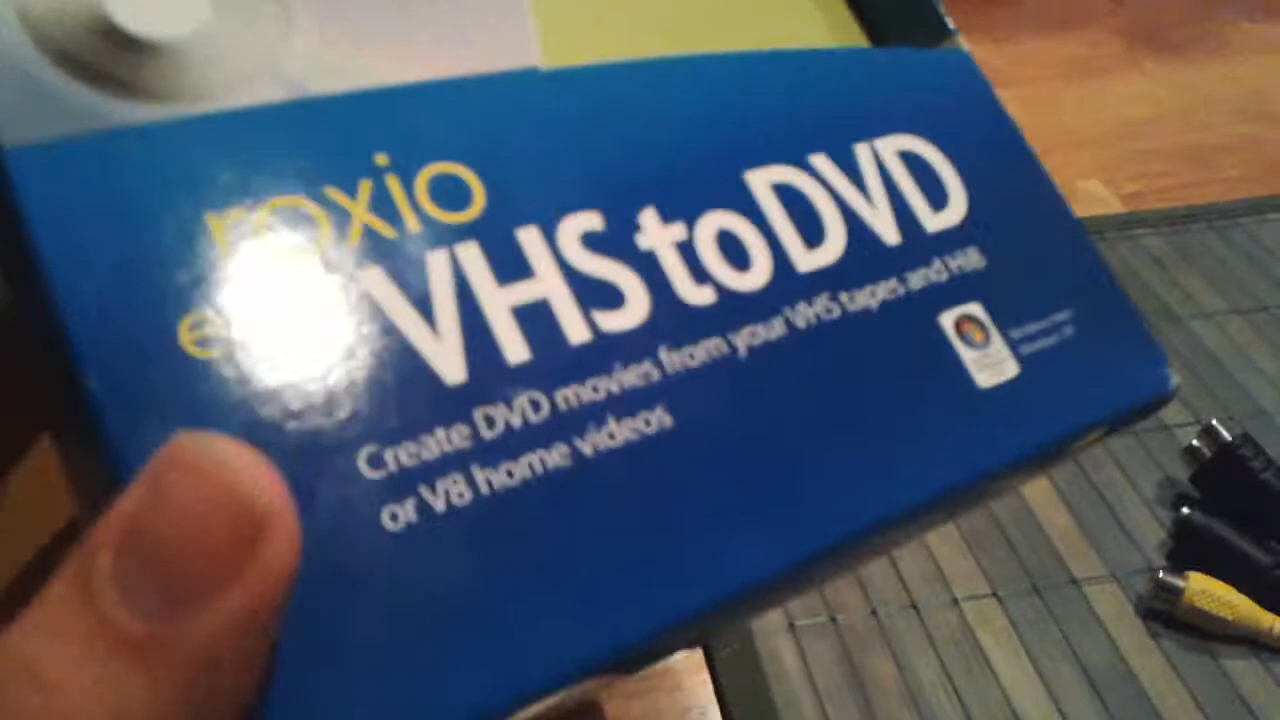 roxio
VHS to DVD
Create DVD movies from your VHS tapes and Hi8
or V8 home videos